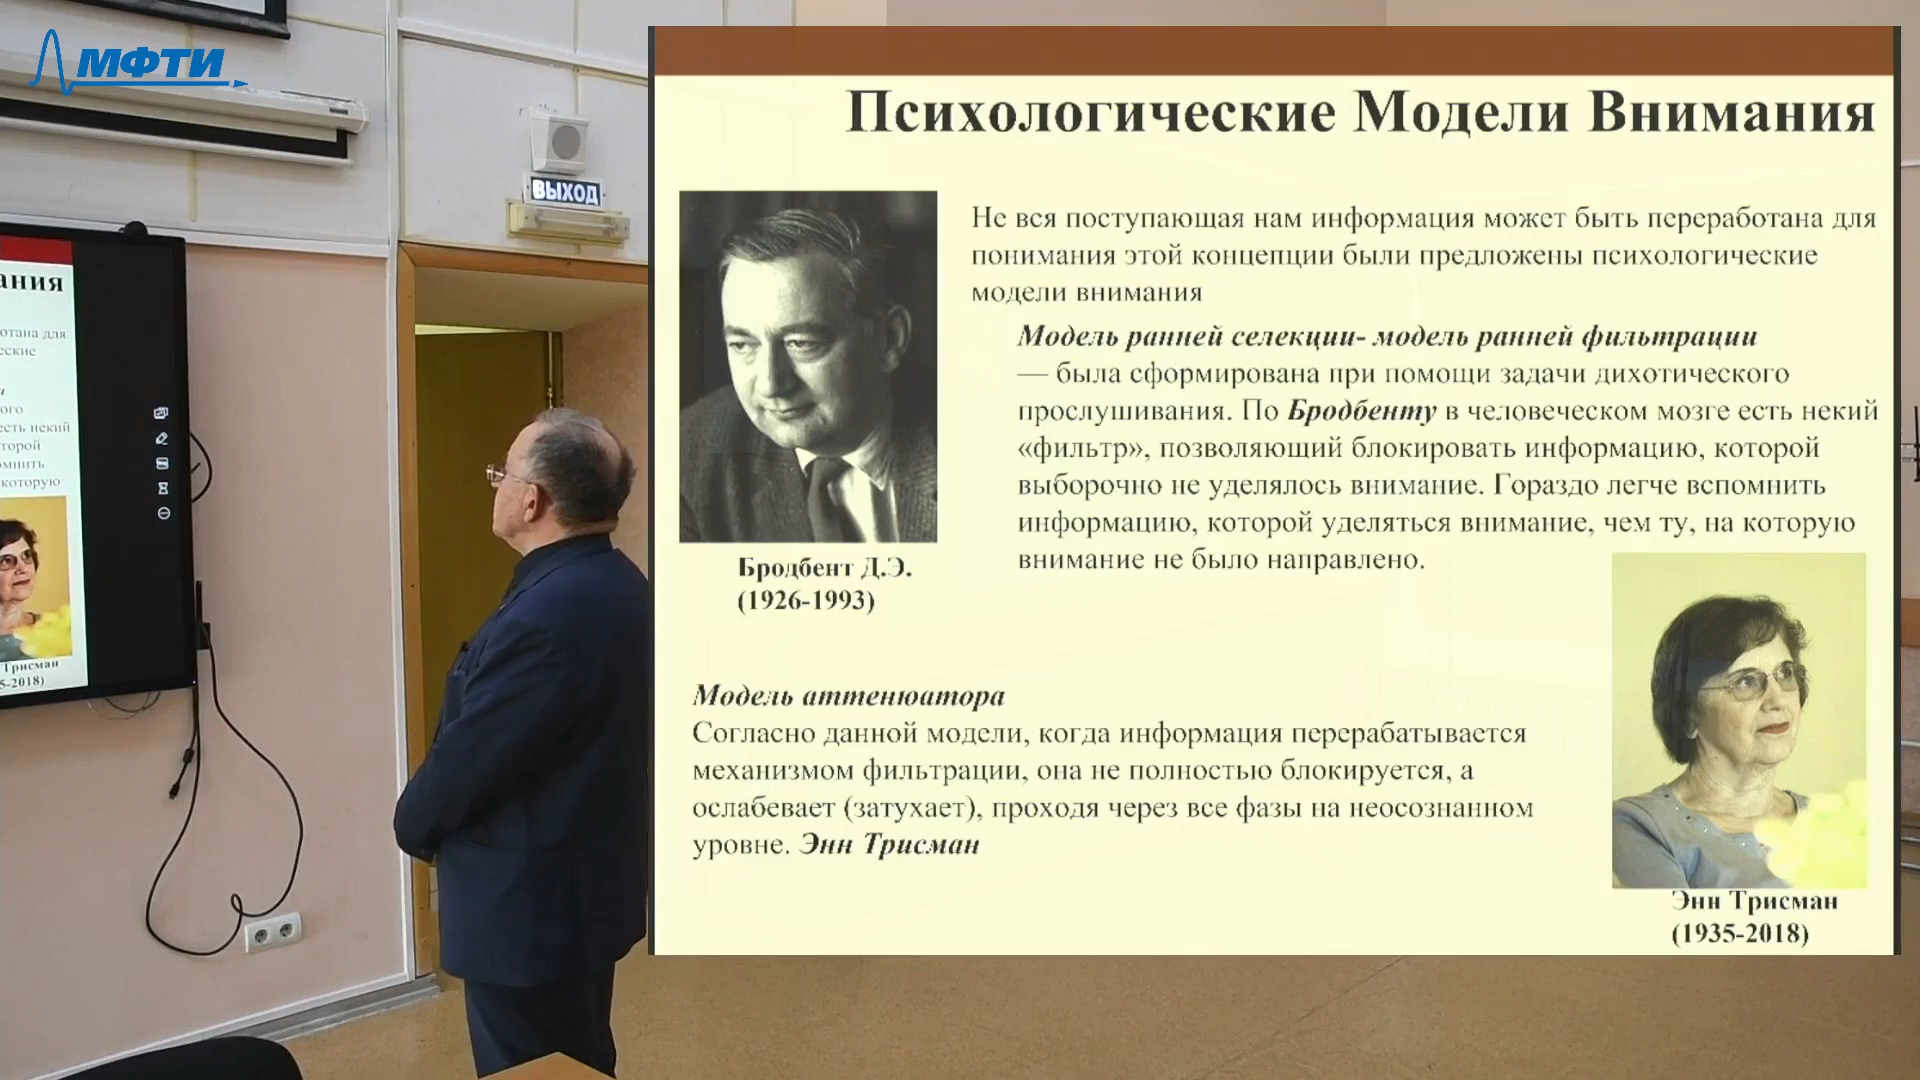 МФТИ
ВЫХОД
ания
отана для
еские
и
ого
есть некий
торой
омнить
которую
Трисман
5-2018)
Психологические Модели Внимания
Не вся поступающая нам информация может быть переработана для
понимания этой концепции были предложены психологические
модели внимания
Модель ранней селекции- модель ранней фильтрации
— была сформирована при помощи задачи дихотического
прослушивания. По Бродбенту в человеческом мозге есть некий
«фильтр», позволяющий блокировать информацию, которой
выборочно не уделялось внимание. Гораздо легче вспомнить
информацию, которой уделяться внимание, чем ту, на которую
внимание не было направлено.
Бродбент Д.Э.
(1926-1993)
Модель аттенюатора
Согласно данной модели, когда информация перерабатывается
механизмом фильтрации, она не полностью блокируется, а
ослабевает (затухает), проходя через все фазы на неосознанном
уровне. Энн Трисман
Энн Трисман
(1935-2018)